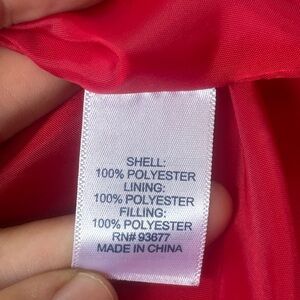 SHELL:
100% POLYESTER
LINING:
100% POLYESTER
FILLING:
100% POLYESTER
RN# 93677
MADE IN CHINA